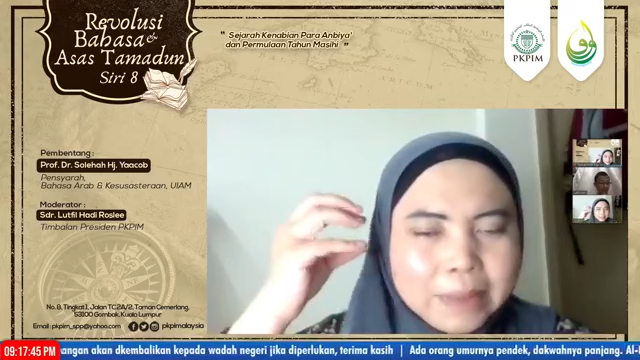 Revolusi
Bahasa &
Asas Tamadun
Siri 8
" Sejarah Kenabian Para Anbiya'
dan Permulaan Tahun Masihi "
PKPIM
Pembentang :
Prof. Dr. Solehah Hj. Yaacob
Pensyarah,
Bahasa Arab & Kesusasteraan, UIAM
Moderator :
Sdr. Lutfil Hadi Roslee
Timbalan Presiden PKPIM
No. 8, Tingkat 1, Jalan TC2A/2, Taman Cemerlang,
53100 Gombak, Kuala Lumpur
Email : pkpim_spp@yahoo.com pkpimalaysia
09:17:45 PM angan akan dkembalikan kepada wadah negeri jika diperlukan, terima kasih | Ada orang umurnya pendek, dakwahnya panjang. Al-I